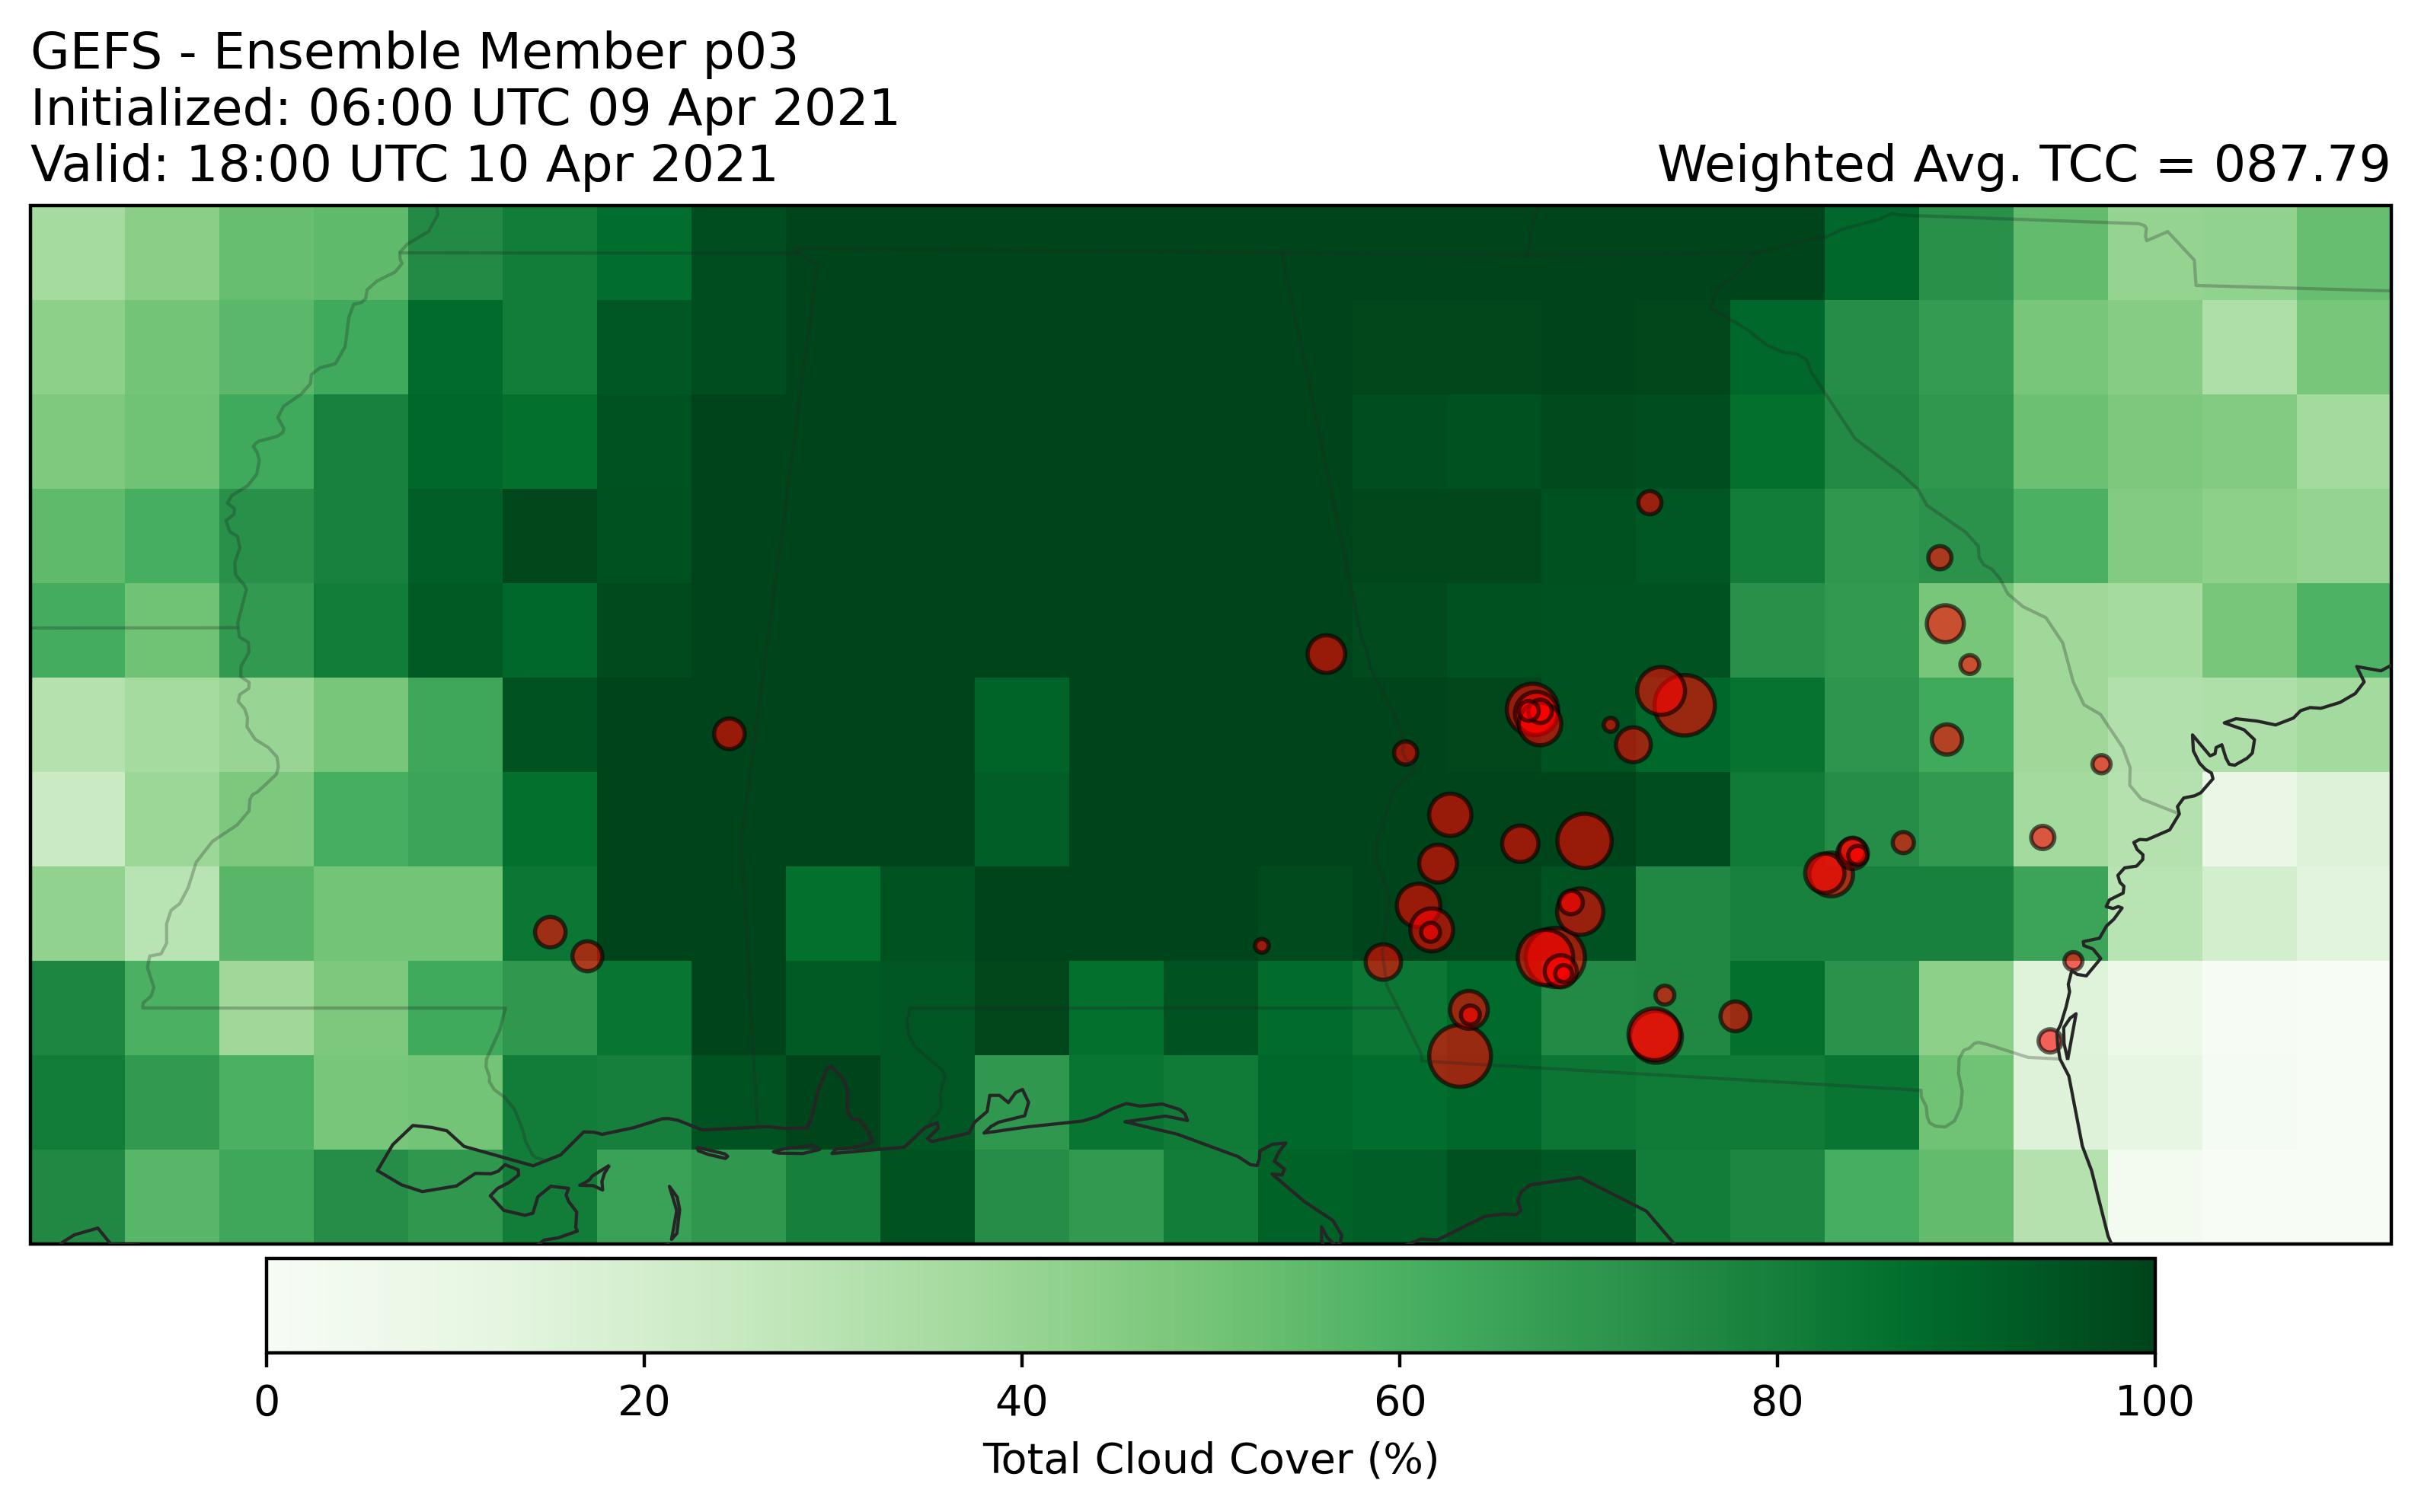 GEFS - Ensemble Member p03
Initialized: 06:00 UTC 09 Apr 2021
Valid: 18:00 UTC 10 Apr 2021
Weighted Avg. TCC = 087.79
0 20 40 60 80 100
Total Cloud Cover (%)